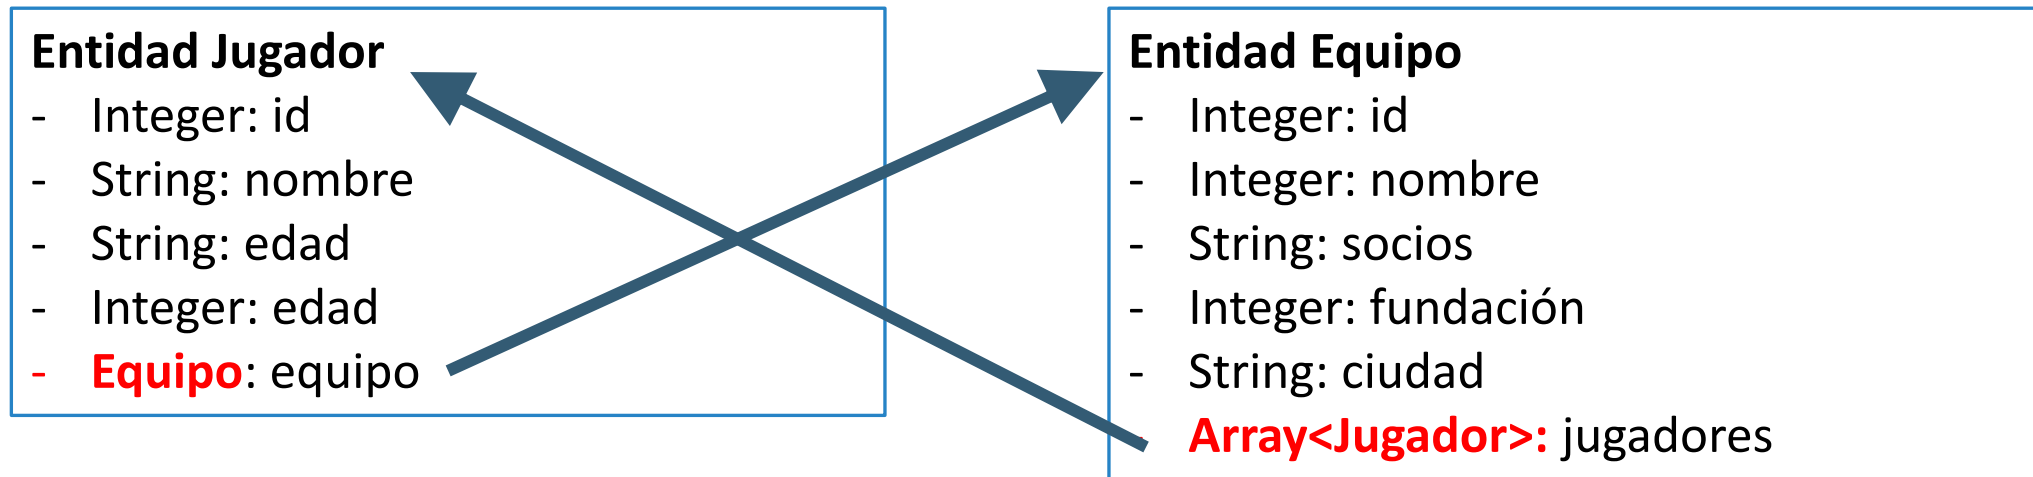 Entidad Jugador
- Integer: id
- String: nombre
- String: edad
- Integer: edad
- Equipo: equipo
Entidad Equipo
- Integer: id
- Integer: nombre
- String: socios
- Integer: fundación
- String: ciudad
- Array<Jugador>: jugadores